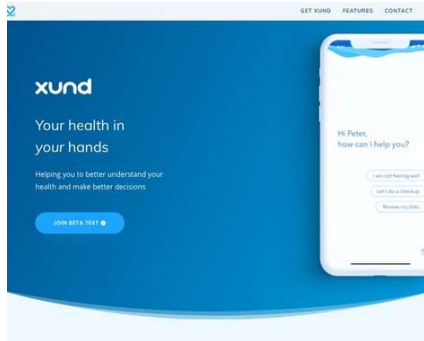 GET XUND FEATURES CONTACT
xund
Your health in
your hands
Helping you to better understand your
health and make better decisions
JOIN BETA TEST
Hi Peter,
how can I help you?
I am not feeling well
Let's do a checkup
Review my stats